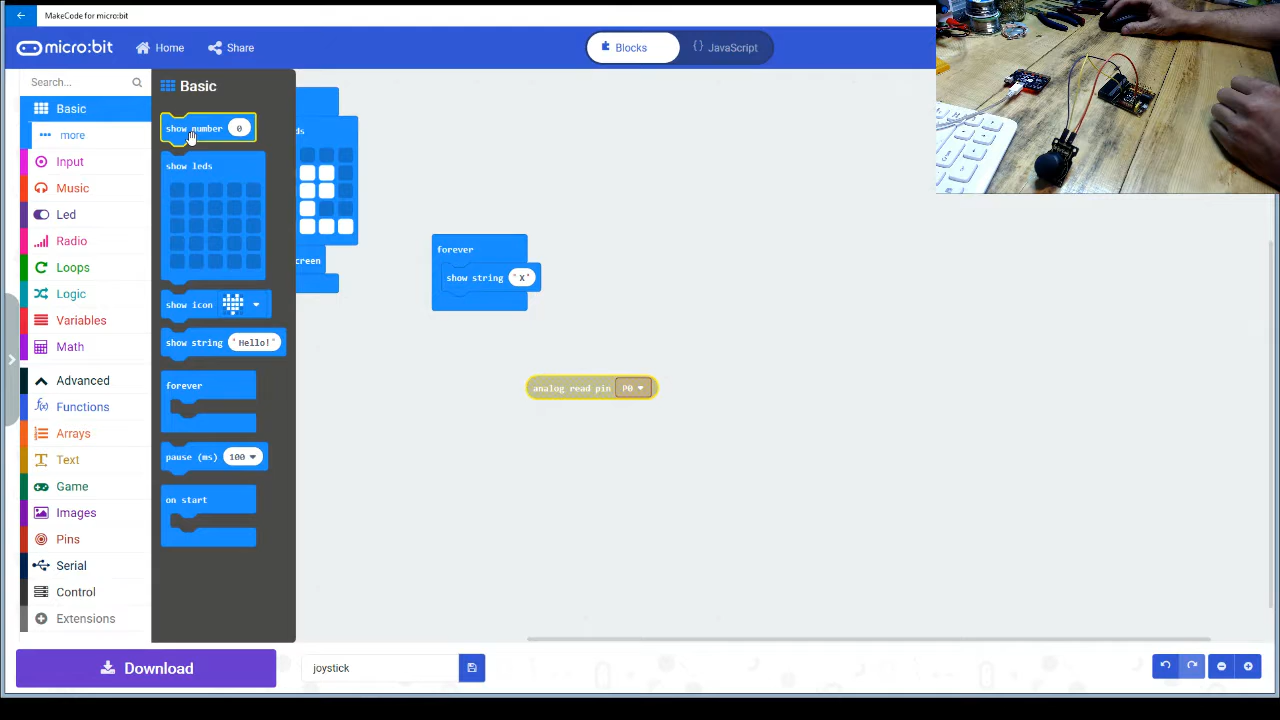 MakeCode for micro:bit
micro:bit
Home
Share
Blocks
{} JavaScript
Search...
Basic
more
Input
Music
Led
Radio
Loops
Logic
Variables
Math
Advanced
Functions
Arrays
Text
Game
Images
Pins
Serial
Control
Extensions
Basic
show number 0
show leds
show icon
show string "Hello!"
forever
pause (ms) 100
on start
ds
reen
forever
show string "X"
analog read pin P0
Download
joystick